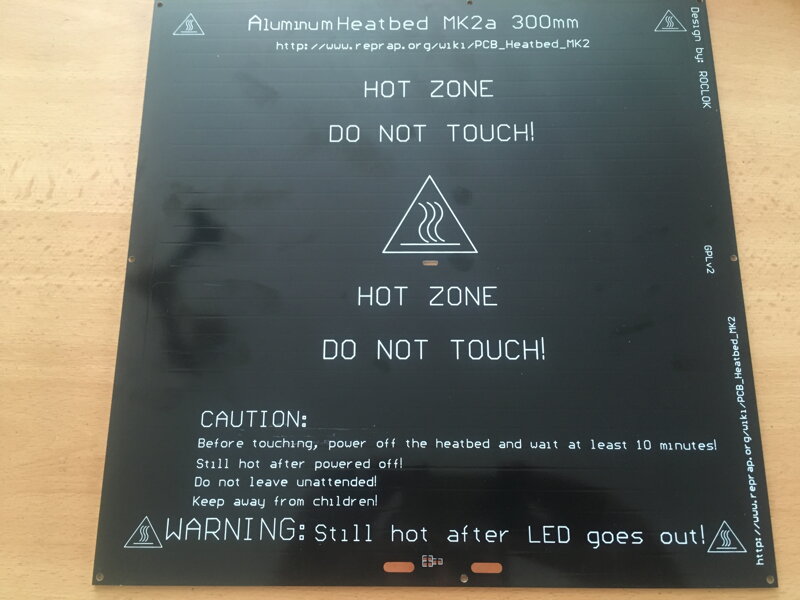 Aluminum Heatbed MK2a 300mm
http://www.reprap.org/wiki/PCB_Heatbed_MK2
Design by: ROCLOK
HOT ZONE
DO NOT TOUCH!
GPLv2
HOT ZONE
DO NOT TOUCH!
http://www.reprap.org/wiki/PCB_Heatbed_MK2
CAUTION:
Before touching, power off the heatbed and wait at least 10 minutes!
Still hot after powered off!
Do not leave unattended!
Keep away from children!
WARNING: Still hot after LED goes out!